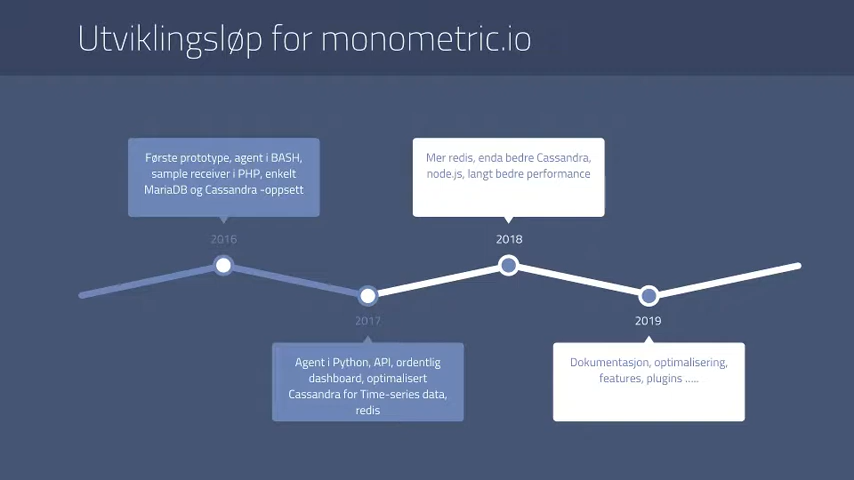 Utviklingsløp for monometric.io
Første prototype, agent i BASH,
sample receiver i PHP, enkelt
MariaDB og Cassandra -oppsett
2016
2017
Agent i Python, API, ordentlig
dashboard, optimalisert
Cassandra for Time-series data,
redis
Mer redis, enda bedre Cassandra,
node.js, langt bedre performance
2018
2019
Dokumentasjon, optimalisering,
features, plugins .....